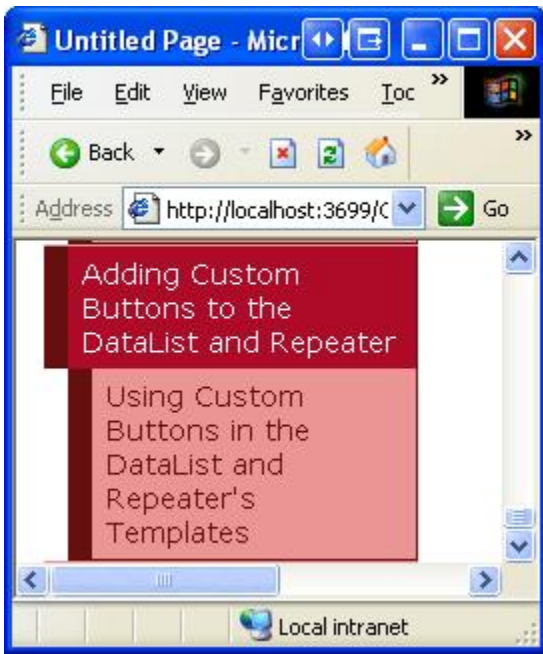 Untitled Page - Micr
File Edit View Favorites Toc »
Back »
Address http://localhost:3699/C Go
Adding Custom
Buttons to the
DataList and Repeater
Using Custom
Buttons in the
DataList and
Repeater's
Templates
Local intranet